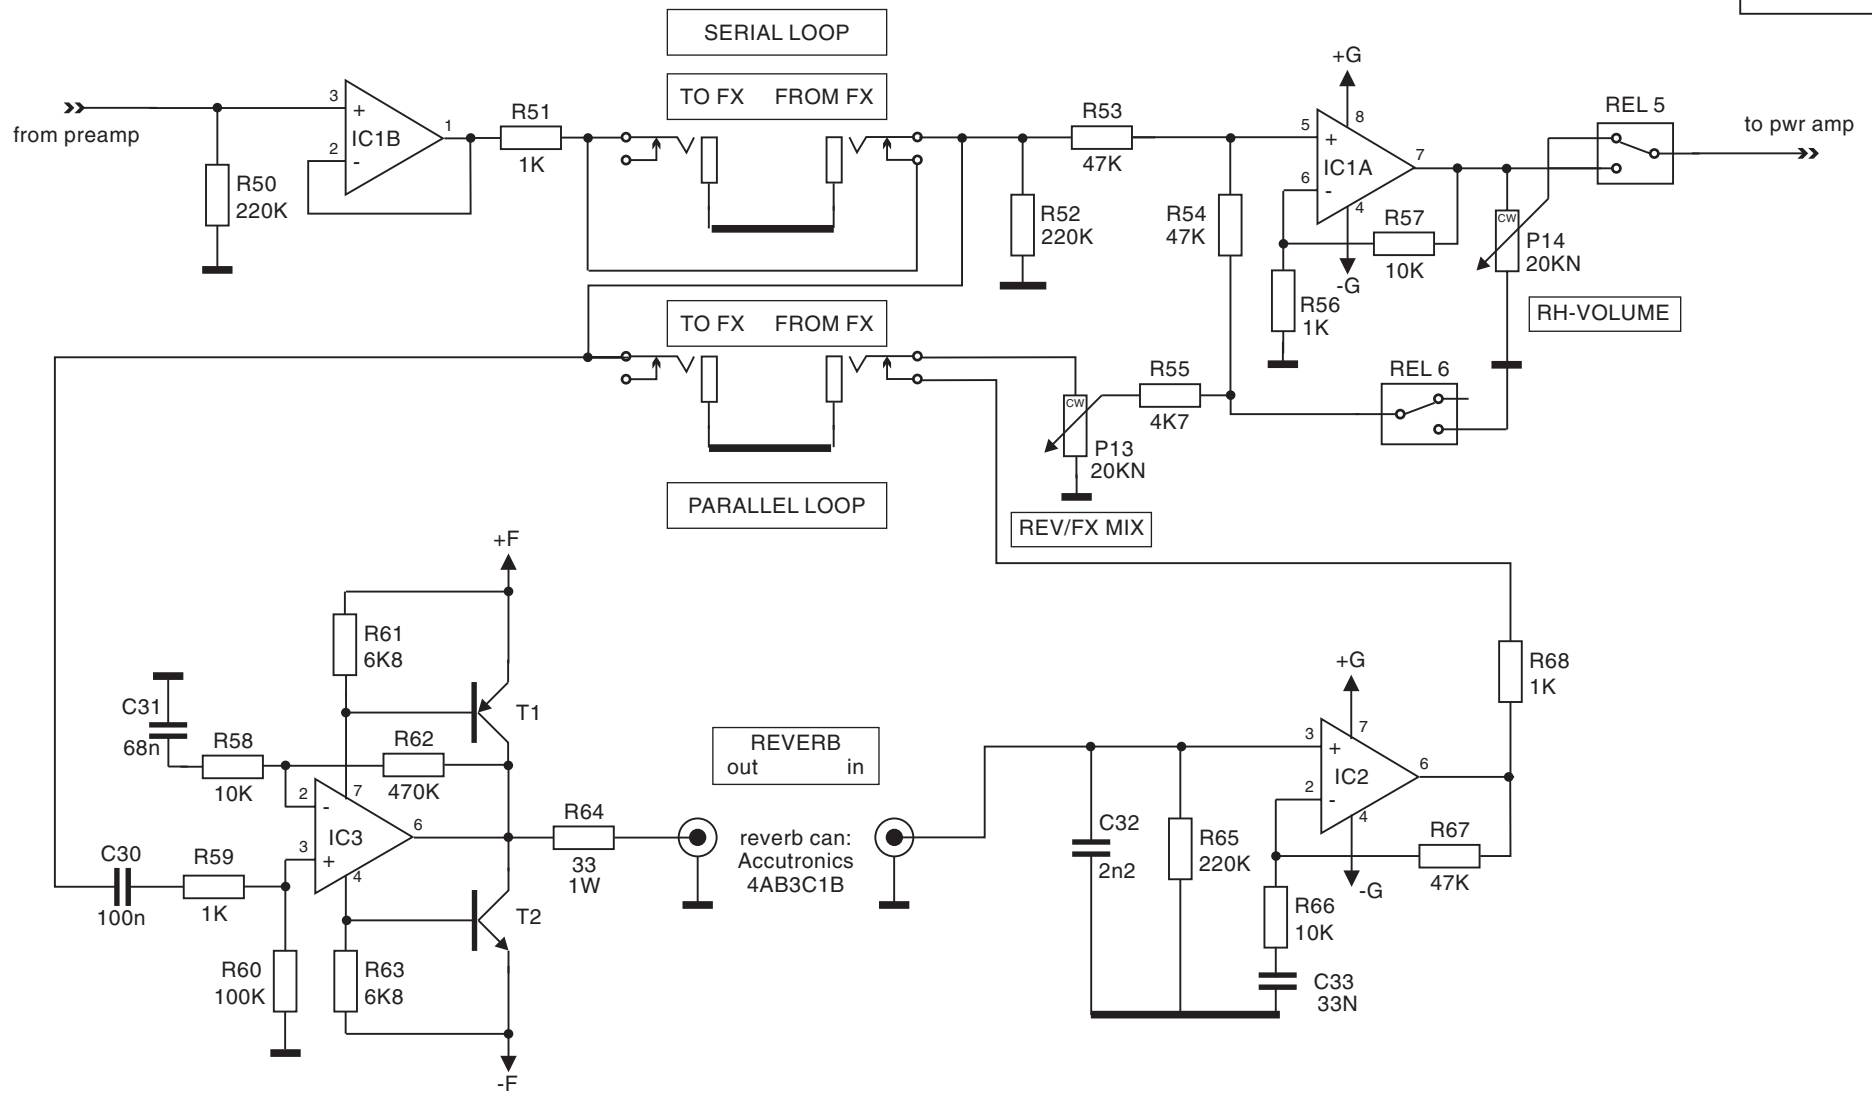 SERIAL LOOP
TO FX FROM FX
from preamp
3
+
IC1B
1
2
-
R50
220K
R51
1K
R53
47K
R52
220K
R54
47K
+G
8
5
+
IC1A
7
6
-
4
-G
R57
10K
R56
1K
REL 5
to pwr amp
CW
P14
20KN
RH-VOLUME
REL 6
TO FX FROM FX
R55
4K7
CW
P13
20KN
PARALLEL LOOP
REV/FX MIX
+F
R61
6K8
C31
68n
R58
10K
R62
470K
T1
2
-
7
IC3
6
3
+
4
C30
100n
R59
1K
R60
100K
R63
6K8
T2
-F
R64
33
1W
REVERB
out in
reverb can:
Accutronics
4AB3C1B
C32
2n2
R65
220K
+G
7
3
+
IC2
6
2
-
4
-G
R67
47K
R66
10K
C33
33N
R68
1K